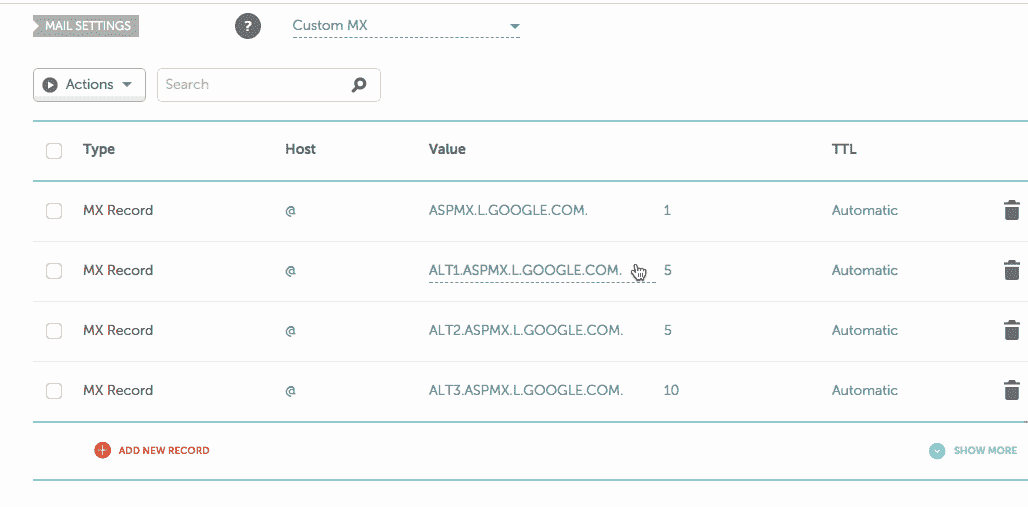 MAIL SETTINGS ? Custom MX
Actions Search
Type Host Value TTL
MX Record @ ASPMX.L.GOOGLE.COM. 1 Automatic
MX Record @ ALT1.ASPMX.L.GOOGLE.COM. 5 Automatic
MX Record @ ALT2.ASPMX.L.GOOGLE.COM. 5 Automatic
MX Record @ ALT3.ASPMX.L.GOOGLE.COM. 10 Automatic
ADD NEW RECORD SHOW MORE